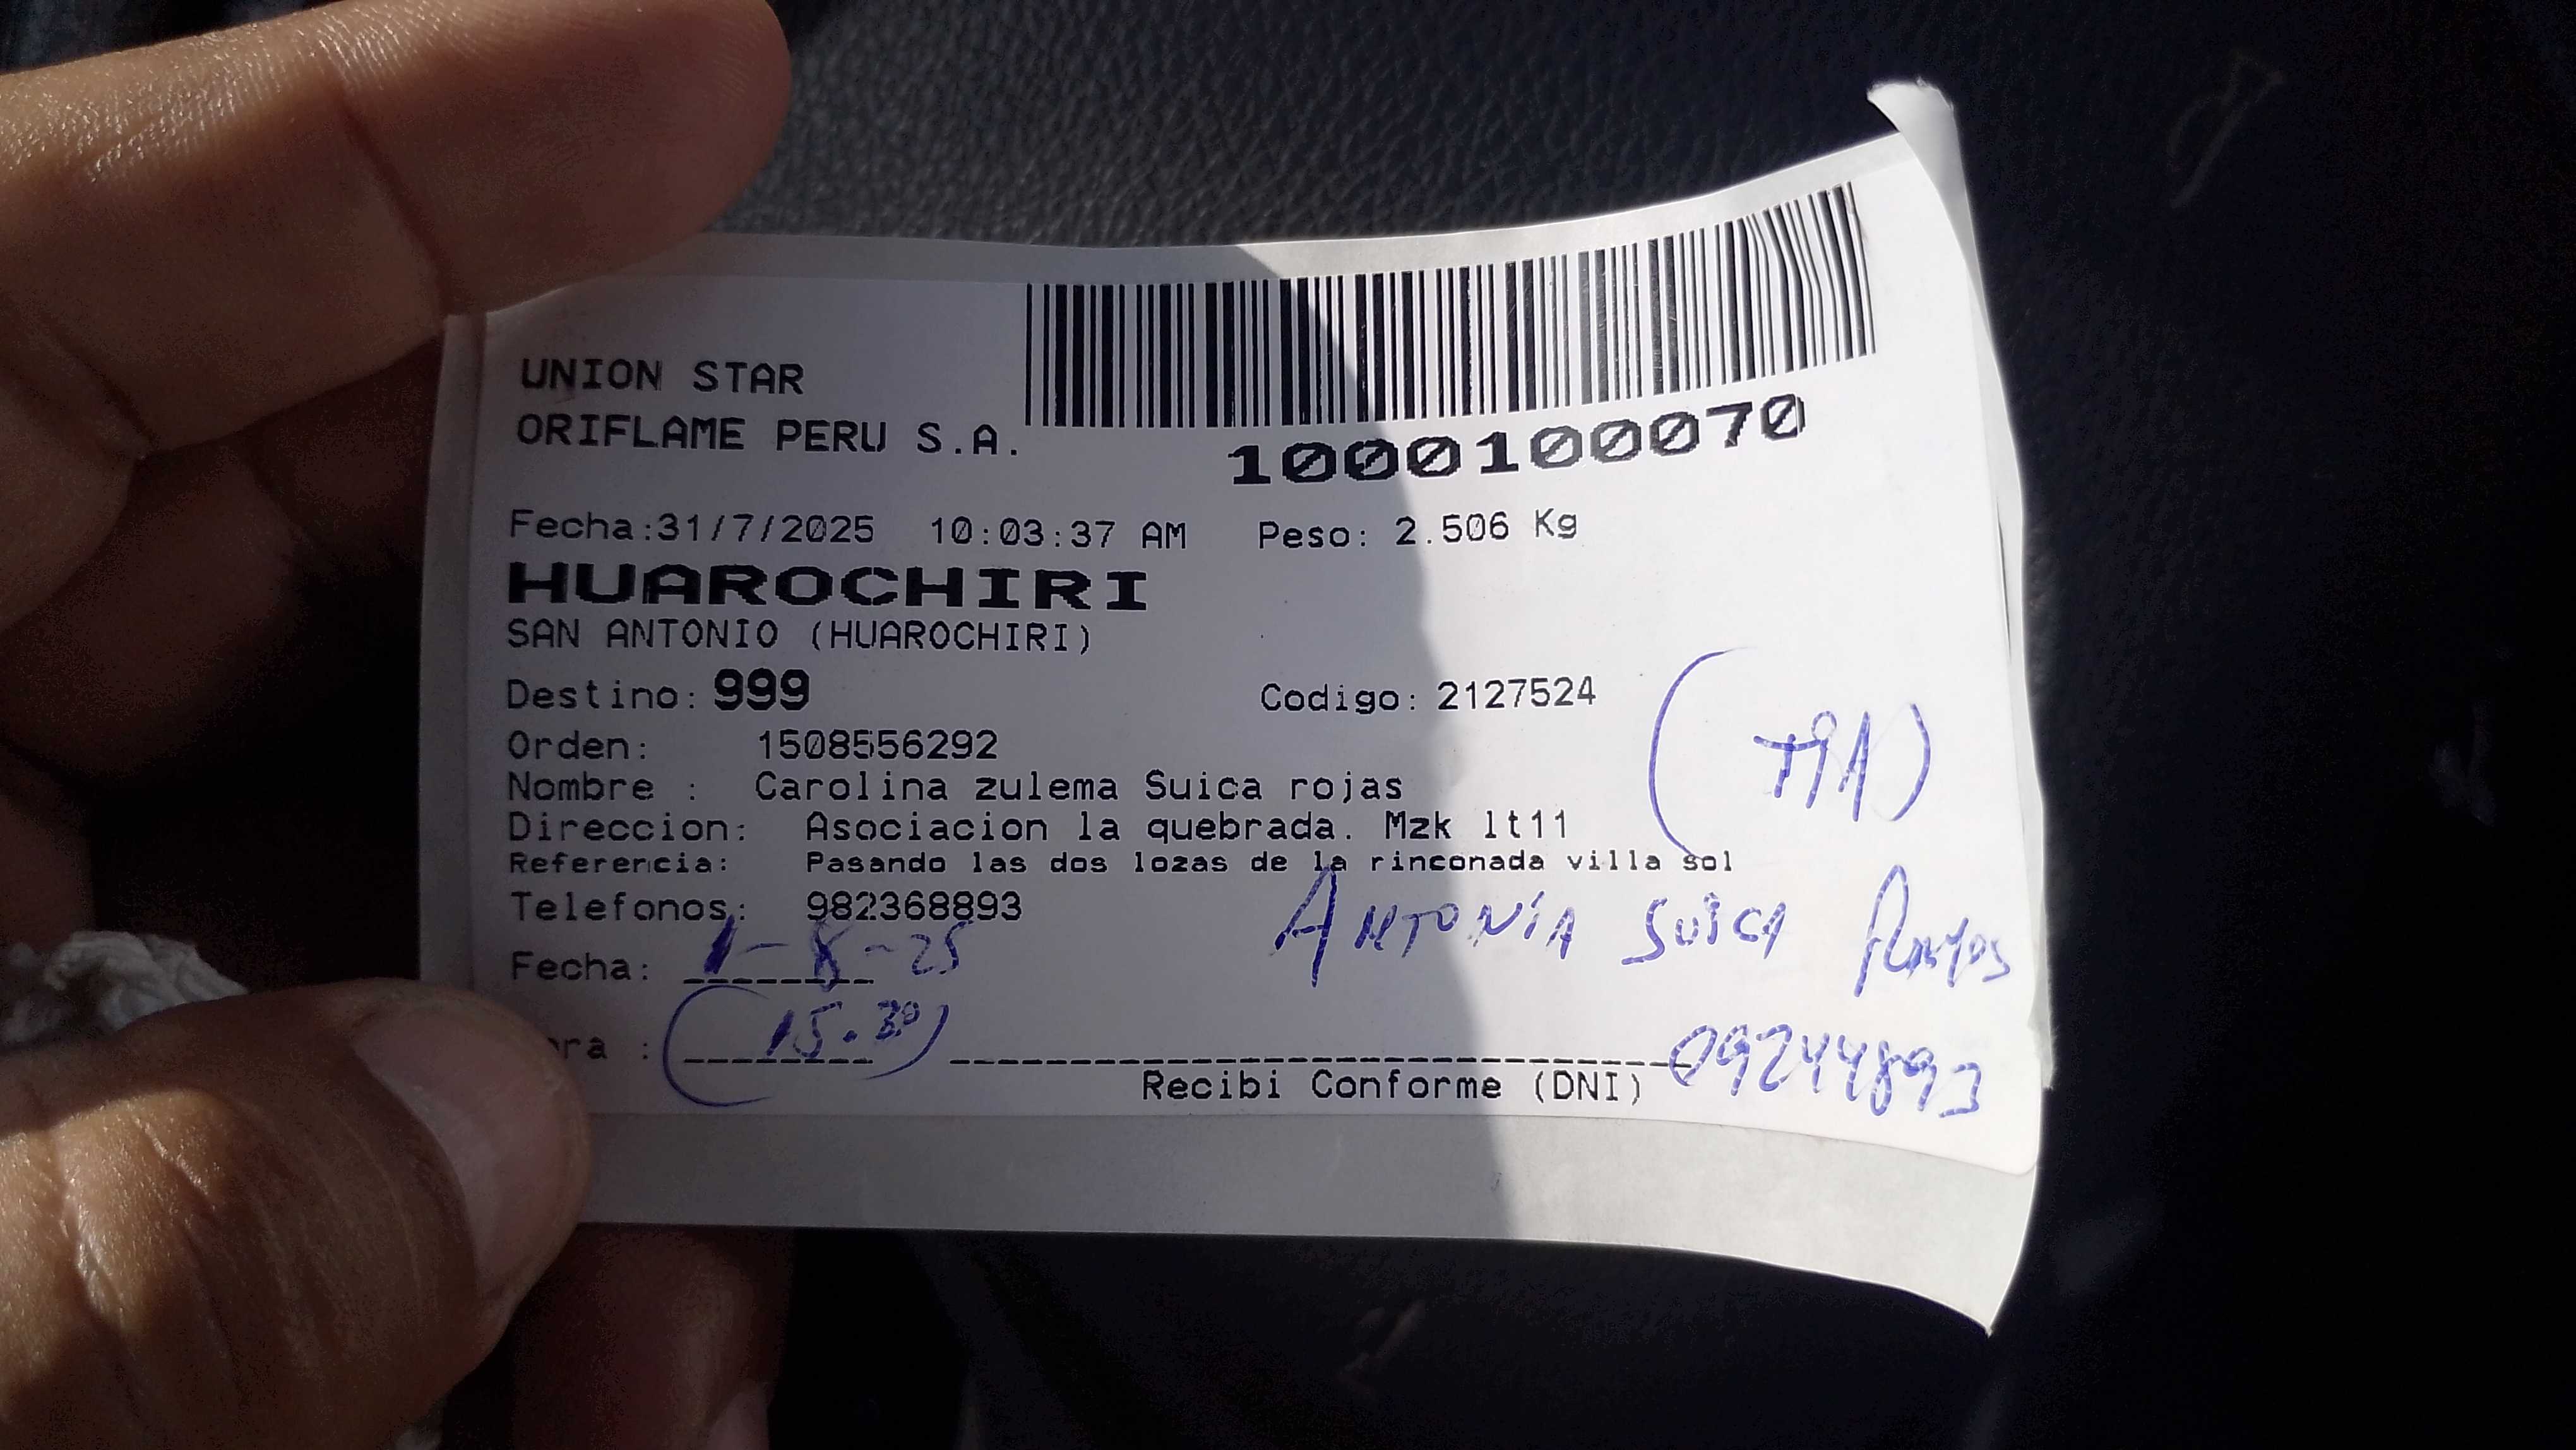 UNION STAR
ORIFLAME PERU S.A.
1000100070
Fecha:31/7/2025 10:03:37 AM Peso: 2.506 Kg
HUAROCHIRI
SAN ANTONIO (HUAROCHIRI)
Destino: 999 Codigo: 2127524
(TIA)
Orden: 1508556292
Nombre : Carolina zulema Suica rojas
Direccion: Asociacion la quebrada. Mzk lt11
Referencia: Pasando las dos lozas de la rinconada villa sol
Telefonos: 982368893
ANTONIA SUICA
Fecha: 1-8-25
ra : (15.30)
Recibi Conforme (DNI) 09244893